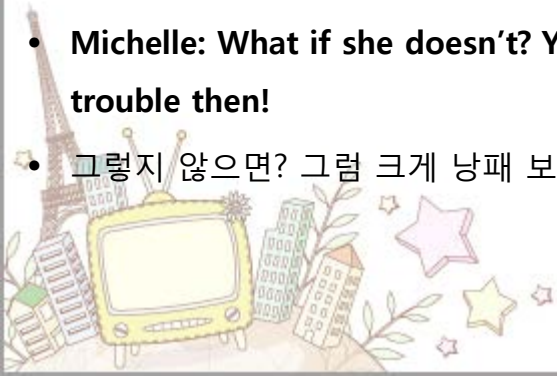 • Michelle: What if she doesn’t?
trouble then!
• 그렇지 않으면? 그럼 크게 낭패 보